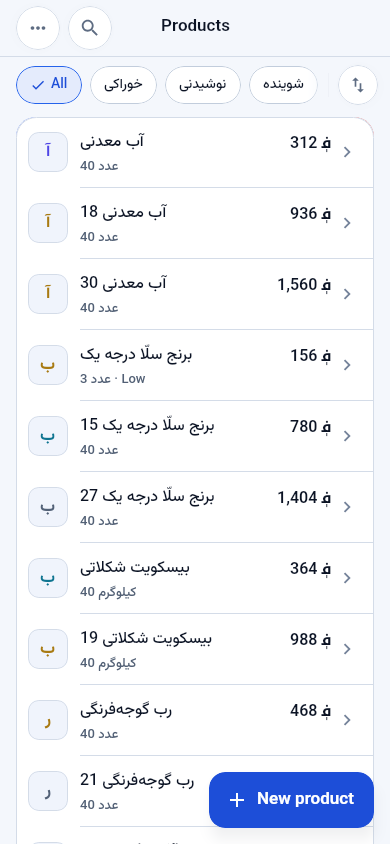 Products
All
خوراکی
نوشیدنی
شوینده
آ
آب معدنی
40 عدد
312 ؋
آ
آب معدنی 18
40 عدد
936 ؋
آ
آب معدنی 30
40 عدد
1,560 ؋
ب
برنج سلّا درجه یک
3 عدد · Low
156 ؋
ب
برنج سلّا درجه یک 15
40 عدد
780 ؋
ب
برنج سلّا درجه یک 27
40 عدد
1,404 ؋
ب
بیسکویت شکلاتی
40 کیلوگرم
364 ؋
ب
بیسکویت شکلاتی 19
40 کیلوگرم
988 ؋
ر
رب گوجه‌فرنگی
40 عدد
468 ؋
ر
رب گوجه‌فرنگی 21
40 عدد
New product